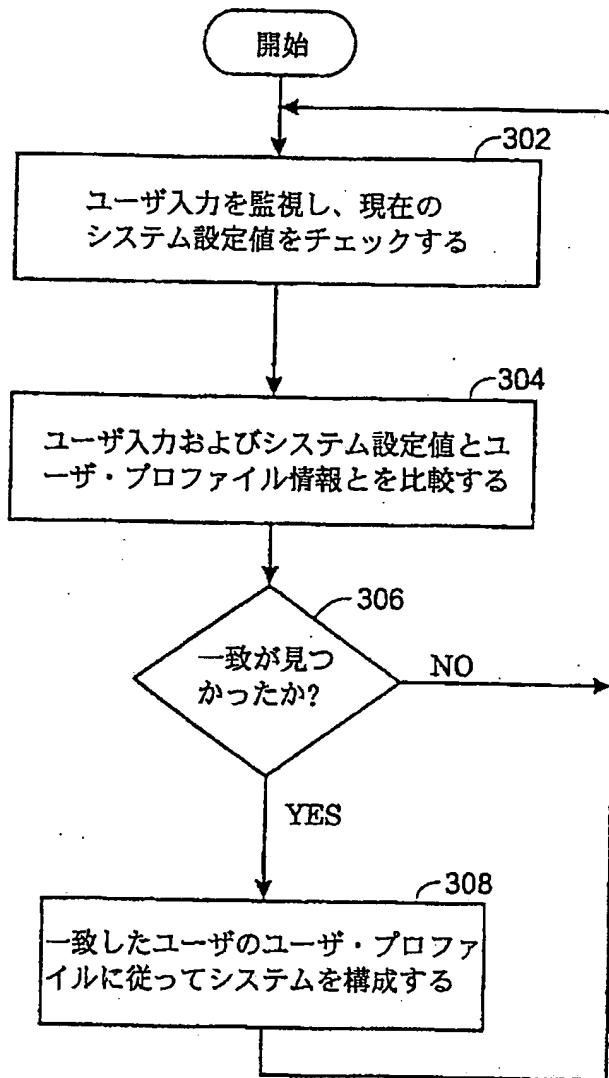 開始
302
ユーザ入力を監視し、現在の
システム設定値をチェックする
304
ユーザ入力およびシステム設定値とユ
ーザ・プロファイル情報とを比較する
306
一致が見つ
かったか?
NO
YES
308
一致したユーザのユーザ・プロファ
イルに従ってシステムを構成する